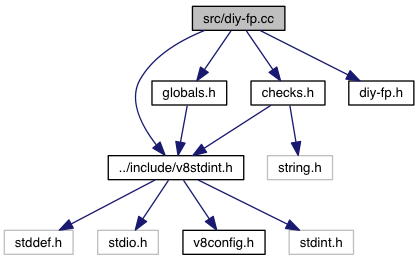 src/diy-fp.cc
globals.h
checks.h
diy-fp.h
../include/v8stdint.h
string.h
stddef.h
stdio.h
v8config.h
stdint.h